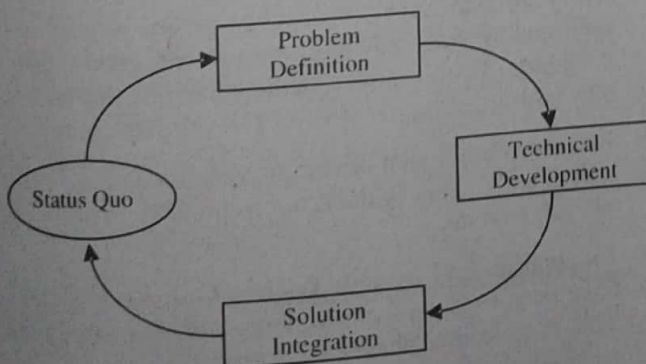 Problem
Definition
Technical
Development
Status Quo
Solution
Integration